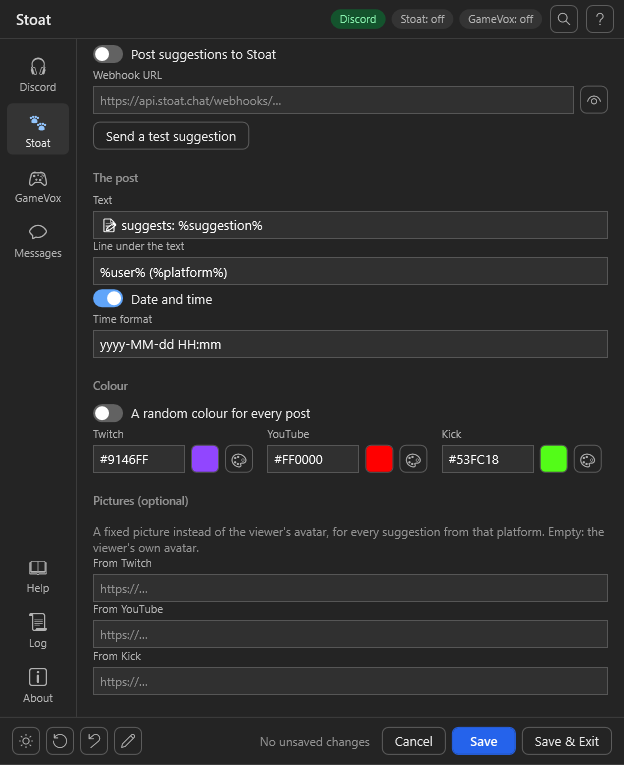 Stoat
Discord
Stoat: off
GameVox: off
?
Discord
Stoat
GameVox
Messages
Help
Log
About
Post suggestions to Stoat
Webhook URL
https://api.stoat.chat/webhooks/...
Send a test suggestion
The post
Text
📝 suggests: %suggestion%
Line under the text
%user% (%platform%)
Date and time
Time format
yyyy-MM-dd HH:mm
Colour
A random colour for every post
Twitch
YouTube
Kick
#9146FF
#FF0000
#53FC18
Pictures (optional)
A fixed picture instead of the viewer's avatar, for every suggestion from that platform. Empty: the
viewer's own avatar.
From Twitch
https://...
From YouTube
https://...
From Kick
https://...
No unsaved changes
Cancel
Save
Save & Exit